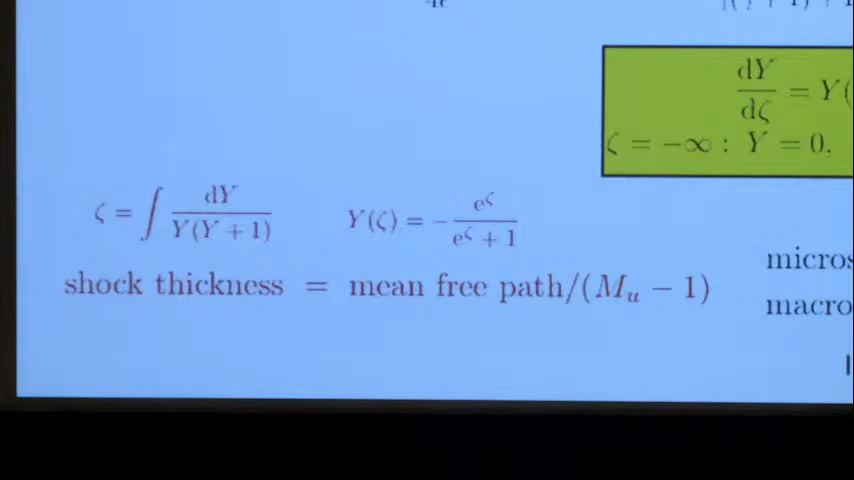 dY
dζ
= Y(
ζ = −∞ : Y = 0,
ζ = ∫ dY / Y(Y + 1)
Y(ζ) = − e^ζ / e^ζ + 1
shock thickness = mean free path/(M_u − 1)
micros
macro